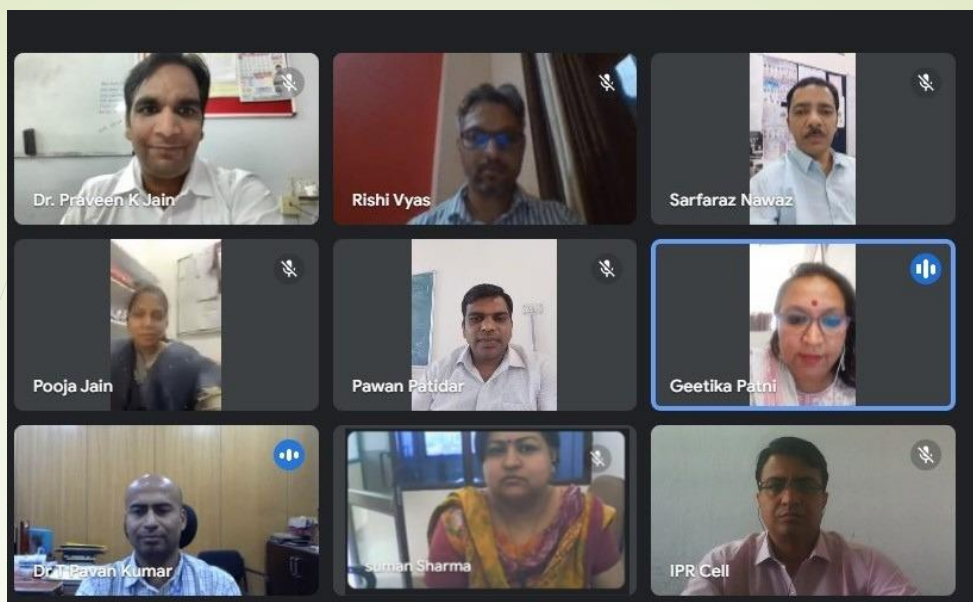 Dr. Praveen K Jain
Rishi Vyas
Sarfaraz Nawaz
Pooja Jain
Pawan Patidar
Geetika Patni
Dr T Pavan Kumar
suman Sharma
IPR Cell